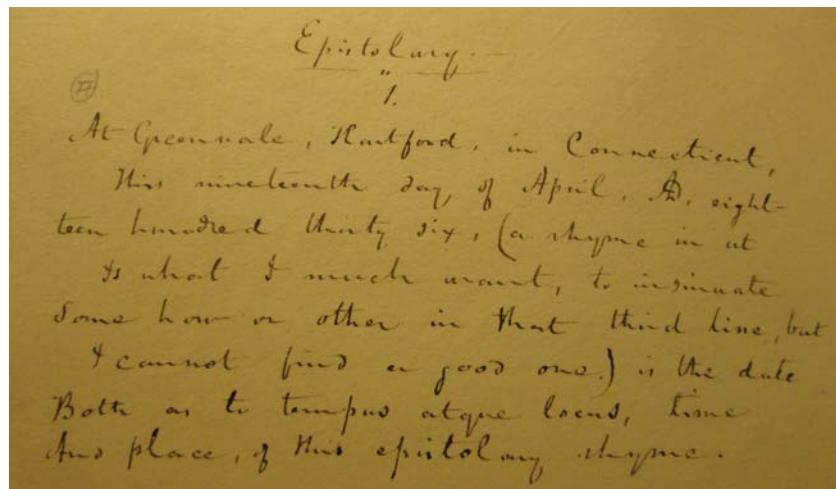 Epistolary.
1.
At Greenvale, Hartford, in Connecticut,
This nineteenth day, of April, AD, eigh-
teen hundred thirty six, (a rhyme in ut
Is what I much want, to insinuate
Some how or other in that third line, but
I cannot find a good one.) is the date
Both as to tempus atque locus, time
And place, of this epistolary rhyme.